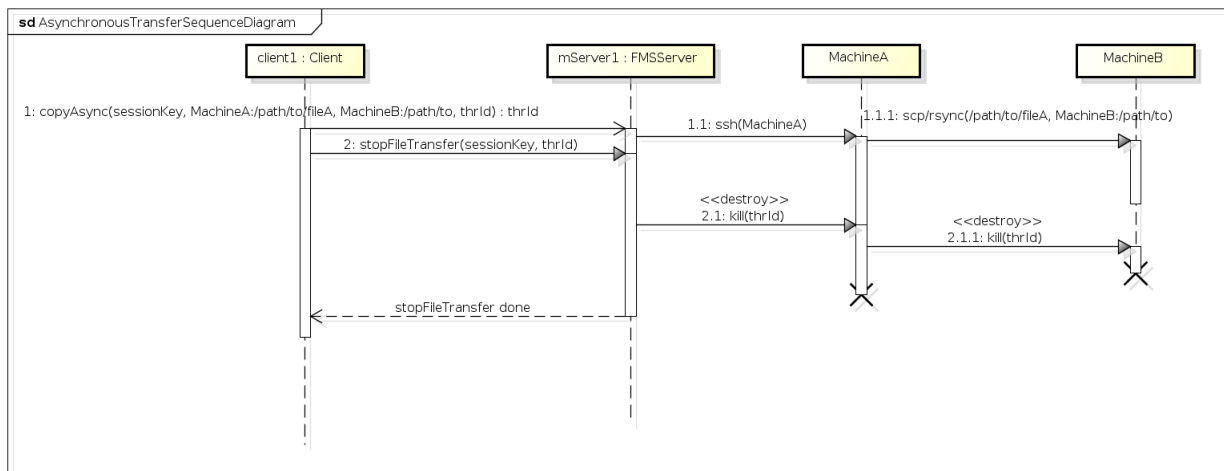 sd AsynchronousTransferSequenceDiagram
client1 : Client
mServer1 : FMSServer
MachineA
MachineB
1: copyAsync(sessionKey, MachineA:/path/to/fileA, MachineB:/path/to, thrId) : thrId
1.1: ssh(MachineA)
1.1.1: scp/rsync(/path/to/fileA, MachineB:/path/to)
2: stopFileTransfer(sessionKey, thrId)
<<destroy>>
2.1: kill(thrId)
<<destroy>>
2.1.1: kill(thrId)
stopFileTransfer done